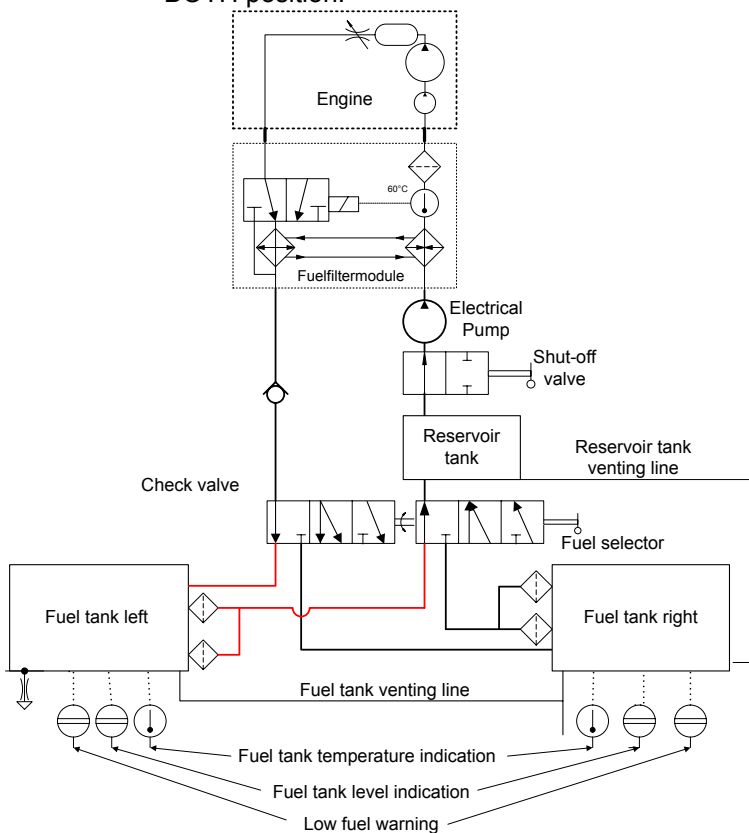 BOTH position.
Engine
60°C
Fuelfiltermodule
Electrical
Pump
Shut-off
valve
Reservoir
tank
Reservoir tank
venting line
Check valve
Fuel selector
Fuel tank left
Fuel tank right
Fuel tank venting line
Fuel tank temperature indication
Fuel tank level indication
Low fuel warning